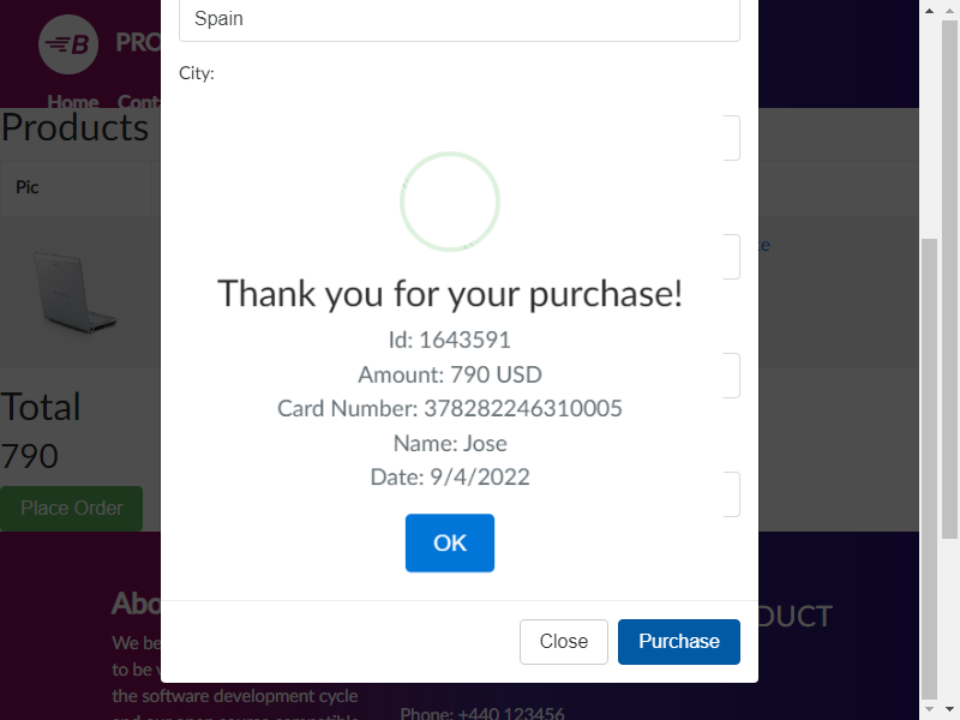 Spain
B
PRO
City:
Home Cont
Products
Pic
te
Thank you for your purchase!
Id: 1643591
Amount: 790 USD
Card Number: 378282246310005
Name: Jose
Date: 9/4/2022
Total
790
Place Order
OK
Abo
DUCT
Close
Purchase
We be
to be
the software development cycle
Phone: +440 123456